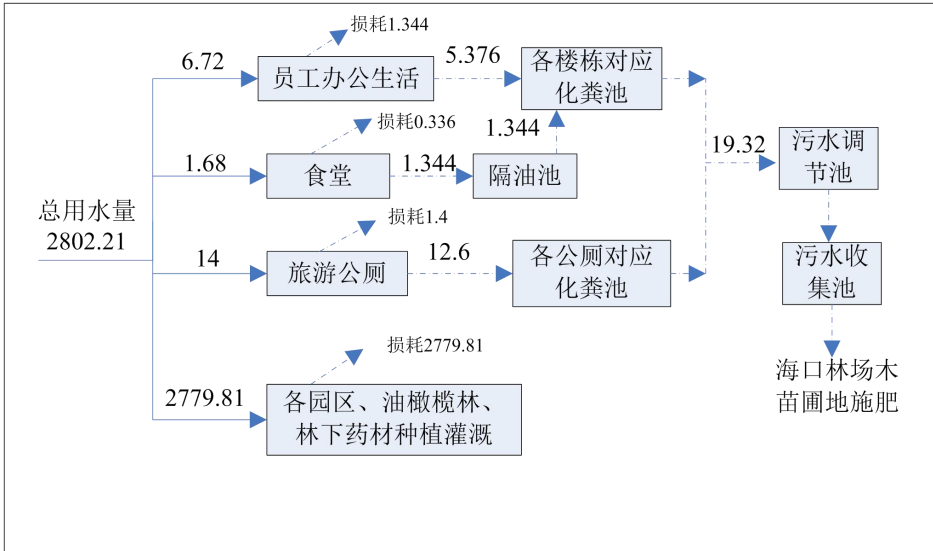 损耗1.344
6.72
员工办公生活
5.376
各楼栋对应
化粪池
损耗0.336
1.344
1.68
食堂
1.344
隔油池
19.32
污水调
节池
总用水量
2802.21
损耗1.4
14
旅游公厕
12.6
各公厕对应
化粪池
污水收
集池
损耗2779.81
2779.81
各园区、油橄榄林、
林下药材种植灌溉
海口林场木
苗圃地施肥